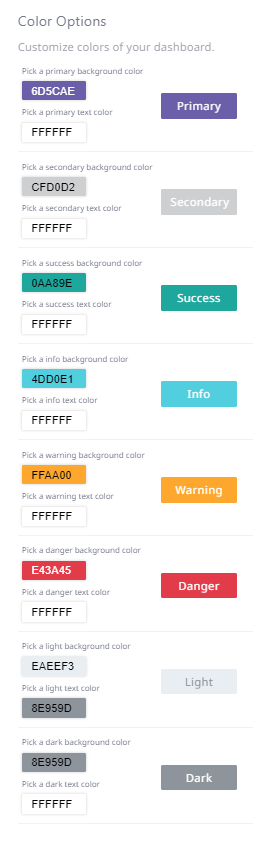 Color Options
Customize colors of your dashboard.
Pick a primary background color
6D5CAE
Pick a primary text color
FFFFFF
Primary
Pick a secondary background color
CFD0D2
Pick a secondary text color
FFFFFF
Secondary
Pick a success background color
0AA89E
Pick a success text color
FFFFFF
Success
Pick a info background color
4DD0E1
Pick a info text color
FFFFFF
Info
Pick a warning background color
FFAA00
Pick a warning text color
FFFFFF
Warning
Pick a danger background color
E43A45
Pick a danger text color
FFFFFF
Danger
Pick a light background color
EAEEF3
Pick a light text color
8E959D
Light
Pick a dark background color
8E959D
Pick a dark text color
FFFFFF
Dark